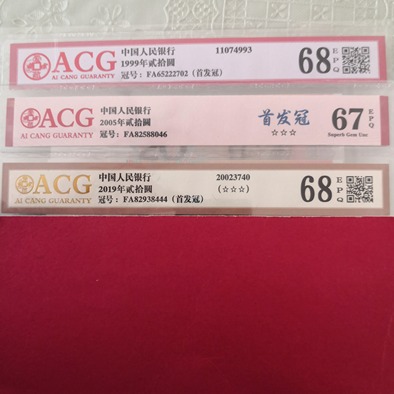 ACG
AI CANG GUARANTY
中国人民银行 11074993
1999年贰拾圆
冠号：FA65222702（首发冠）
68 EPQ
ACG
AI CANG GUARANTY
中国人民银行
2005年贰拾圆
冠号：FA82588046
首发冠
☆☆☆
67 EPQ
Superb Gem Unc
ACG
AI CANG GUARANTY
中国人民银行 20023740
2019年贰拾圆 (☆☆☆)
冠号：FA82938444（首发冠）
68 EPQ